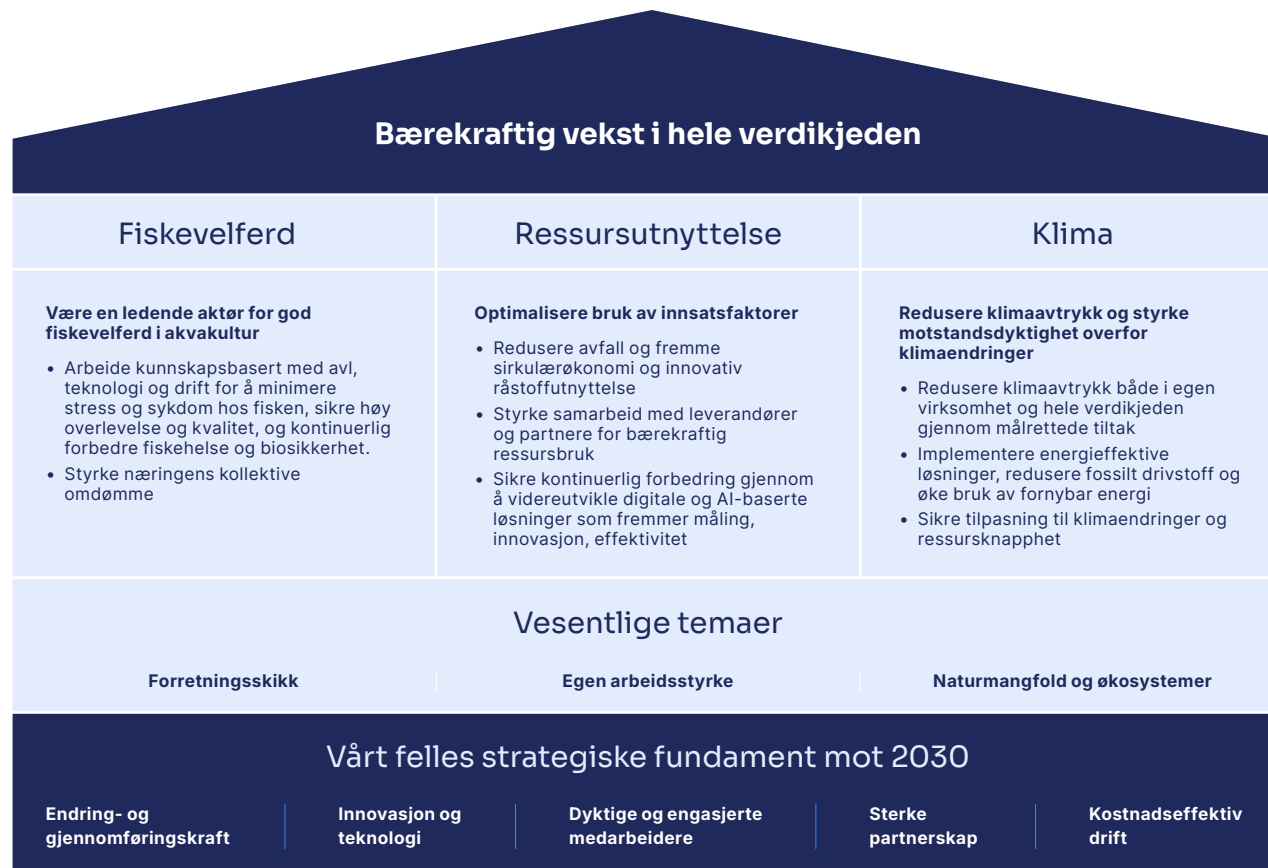 Bærekraftig vekst i hele verdikjeden
Fiskevelferd
Være en ledende aktør for god
fiskevelferd i akvakultur
• Arbeide kunnskapsbasert med avl,
teknologi og drift for å minimere
stress og sykdom hos fisken, sikre høy
overlevelse og kvalitet, og kontinuerlig
forbedre fiskehelse og biosikkerhet.
• Styrke næringens kollektive
omdømme
Ressursutnyttelse
Optimalisere bruk av innsatsfaktorer
• Redusere avfall og fremme
sirkulærøkonomi og innovativ
råstoffutnyttelse
• Styrke samarbeid med leverandører
og partnere for bærekraftig
ressursbruk
• Sikre kontinuerlig forbedring gjennom
å videreutvikle digitale og AI-baserte
løsninger som fremmer måling,
innovasjon, effektivitet
Klima
Redusere klimaavtrykk og styrke
motstandsdyktighet overfor
klimaendringer
• Redusere klimaavtrykk både i egen
virksomhet og hele verdikjeden
gjennom målrettede tiltak
• Implementere energieffektive
løsninger, redusere fossilt drivstoff og
øke bruk av fornybar energi
• Sikre tilpasning til klimaendringer og
ressursknapphet
Vesentlige temaer
Forretningsskikk
Egen arbeidsstyrke
Naturmangfold og økosystemer
Vårt felles strategiske fundament mot 2030
Endring- og
gjennomføringskraft
Innovasjon og
teknologi
Dyktige og engasjerte
medarbeidere
Sterke
partnerskap
Kostnadseffektiv
drift